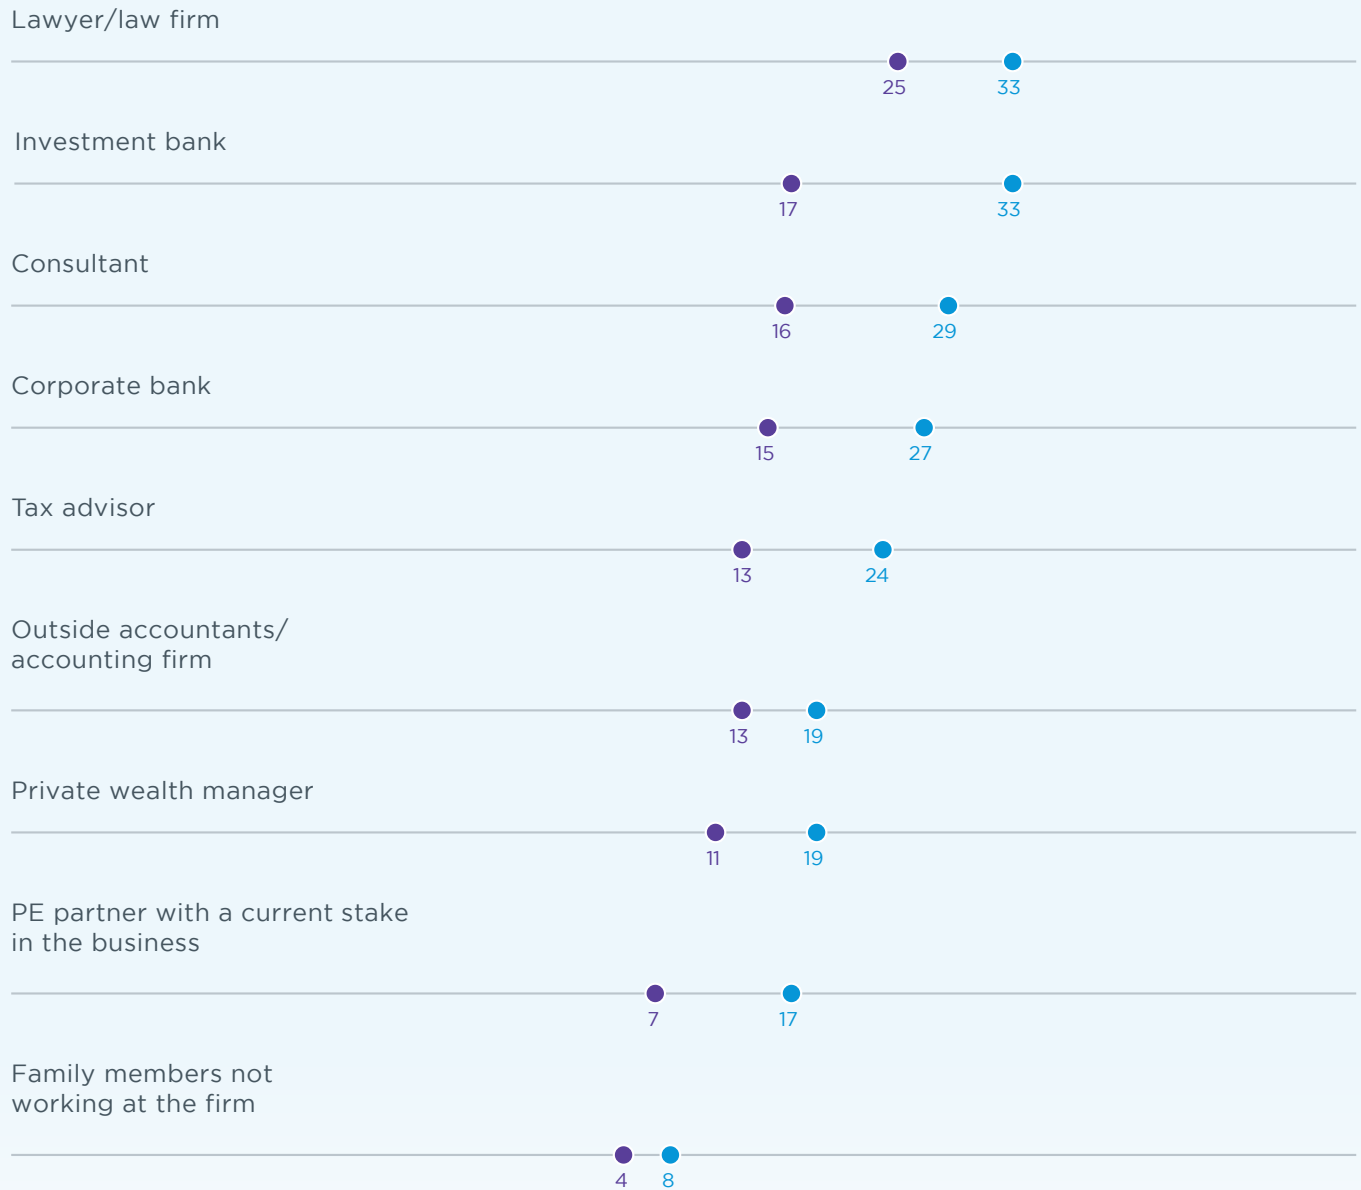 Lawyer/law firm
25 33
Investment bank
17 33
Consultant
16 29
Corporate bank
15 27
Tax advisor
13 24
Outside accountants/
accounting firm
13 19
Private wealth manager
11 19
PE partner with a current stake
in the business
7 17
Family members not
working at the firm
4 8